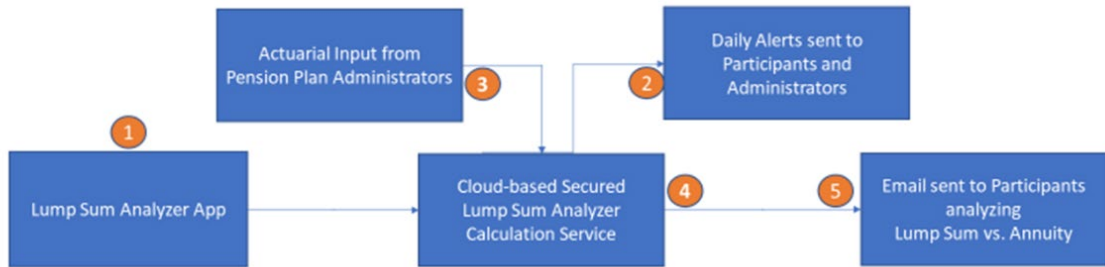 Actuarial Input from
Pension Plan Administrators
3
2
Daily Alerts sent to
Participants and
Administrators
1
Lump Sum Analyzer App
Cloud-based Secured
Lump Sum Analyzer
Calculation Service
4
5
Email sent to Participants
analyzing
Lump Sum vs. Annuity